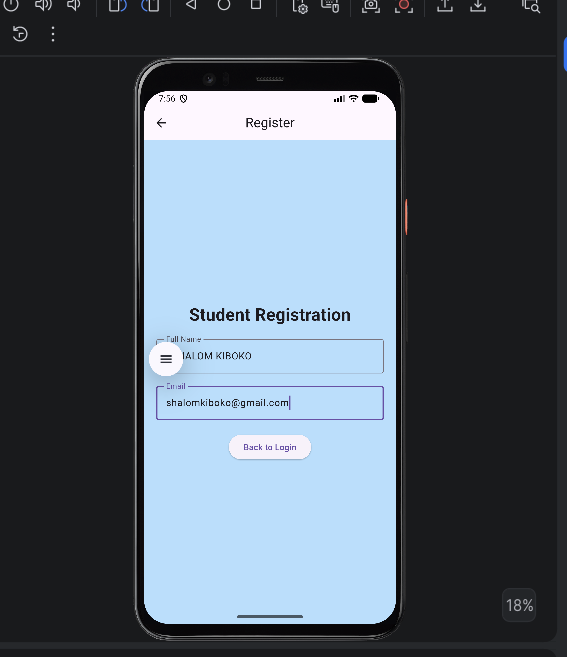 7:56
Register
Student Registration
Full Name
ALOM KIBOKO
Email
shalomkiboko@gmail.com
Back to Login
18%